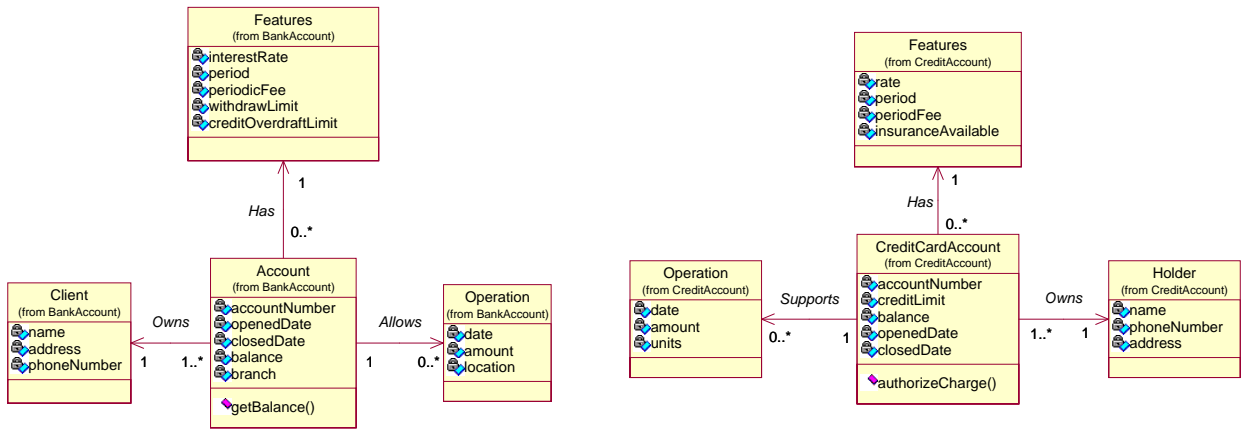 Features
(from BankAccount)
interestRate
period
periodicFee
withdrawLimit
creditOverdraftLimit
1
Has
0..*
Account
(from BankAccount)
accountNumber
openedDate
closedDate
balance
branch
getBalance()
Client
(from BankAccount)
name
address
phoneNumber
Owns
1
1..*
Allows
1
0..*
Operation
(from BankAccount)
date
amount
location
Features
(from CreditAccount)
rate
period
periodFee
insuranceAvailable
1
Has
0..*
CreditCardAccount
(from CreditAccount)
accountNumber
creditLimit
balance
openedDate
closedDate
authorizeCharge()
Operation
(from CreditAccount)
date
amount
units
Supports
0..*
1
Owns
1..*
1
Holder
(from CreditAccount)
name
phoneNumber
address